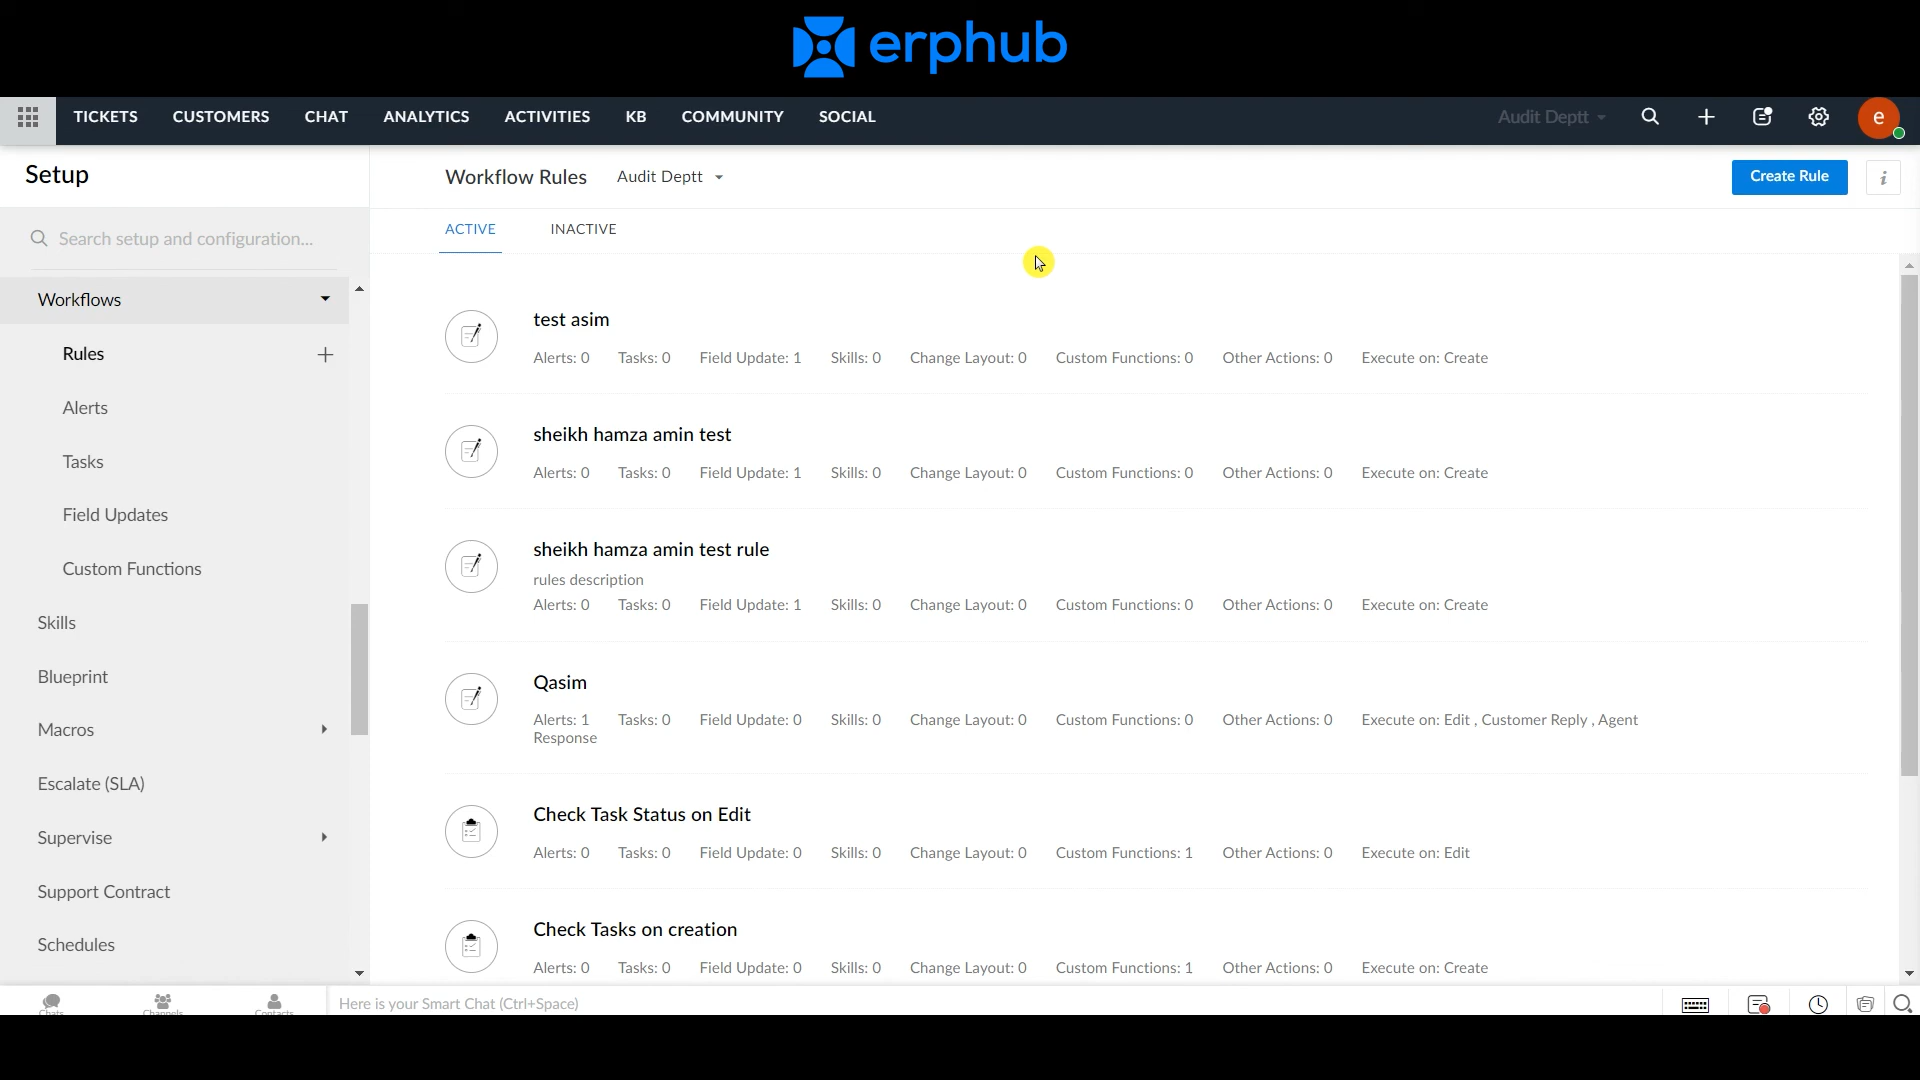 erphub
TICKETS CUSTOMERS CHAT ANALYTICS ACTIVITIES KB COMMUNITY SOCIAL Audit Deptt e
Setup
Workflow Rules Audit Deptt Create Rule i
ACTIVE INACTIVE
Search setup and configuration...
Workflows
Rules
Alerts
Tasks
Field Updates
Custom Functions
Skills
Blueprint
Macros
Escalate (SLA)
Supervise
Support Contract
Schedules
test asim
Alerts: 0 Tasks: 0 Field Update: 1 Skills: 0 Change Layout: 0 Custom Functions: 0 Other Actions: 0 Execute on: Create
sheikh hamza amin test
Alerts: 0 Tasks: 0 Field Update: 1 Skills: 0 Change Layout: 0 Custom Functions: 0 Other Actions: 0 Execute on: Create
sheikh hamza amin test rule
rules description
Alerts: 0 Tasks: 0 Field Update: 1 Skills: 0 Change Layout: 0 Custom Functions: 0 Other Actions: 0 Execute on: Create
Qasim
Alerts: 1 Tasks: 0 Field Update: 0 Skills: 0 Change Layout: 0 Custom Functions: 0 Other Actions: 0 Execute on: Edit , Customer Reply , Agent
Response
Check Task Status on Edit
Alerts: 0 Tasks: 0 Field Update: 0 Skills: 0 Change Layout: 0 Custom Functions: 1 Other Actions: 0 Execute on: Edit
Check Tasks on creation
Alerts: 0 Tasks: 0 Field Update: 0 Skills: 0 Change Layout: 0 Custom Functions: 1 Other Actions: 0 Execute on: Create
Chats Channels Contacts Here is your Smart Chat (Ctrl+Space)